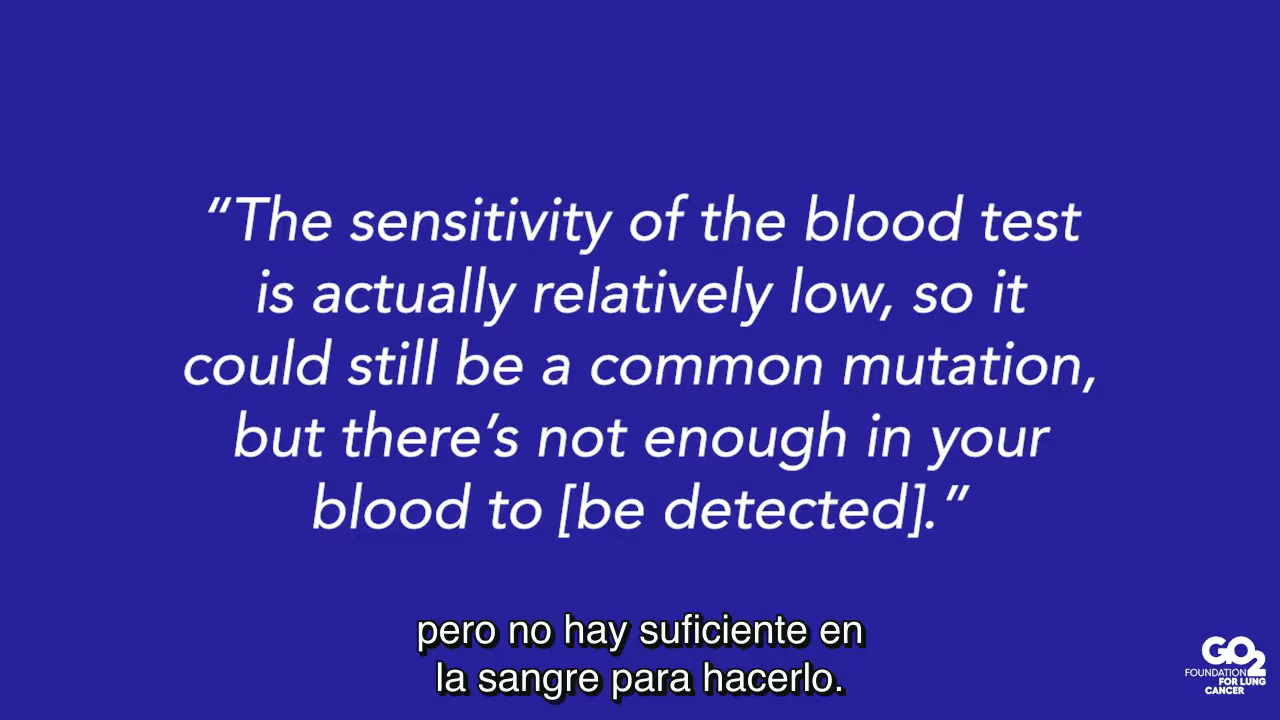 “The sensitivity of the blood test
is actually relatively low, so it
could still be a common mutation,
but there’s not enough in your
blood to [be detected].”
pero no hay suficiente en
la sangre para hacerlo.
GO2
FOUNDATION
FOR LUNG
CANCER